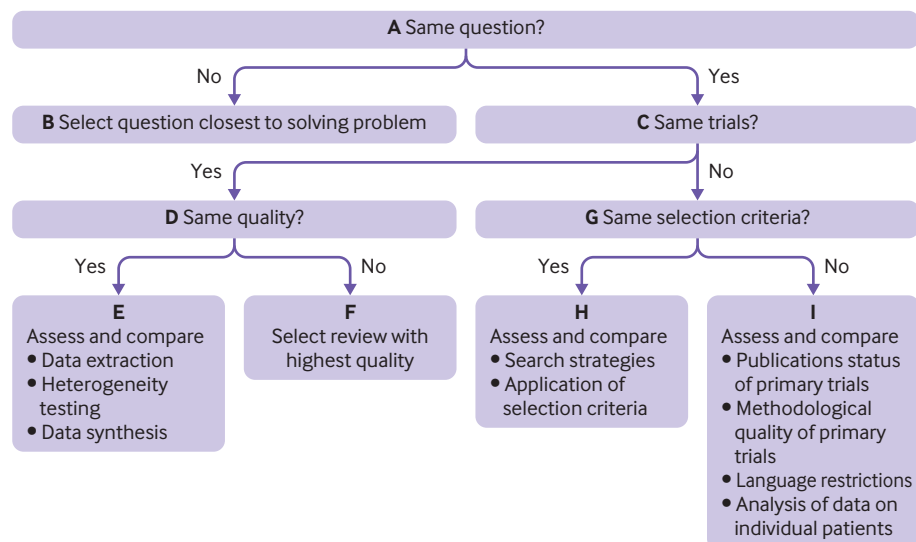 A Same question?
No
Yes
B Select question closest to solving problem
C Same trials?
Yes
No
D Same quality?
G Same selection criteria?
Yes
No
Yes
No
E
Assess and compare
• Data extraction
• Heterogeneity
testing
• Data synthesis
F
Select review with
highest quality
H
Assess and compare
• Search strategies
• Application of
selection criteria
I
Assess and compare
• Publications status
of primary trials
• Methodological
quality of primary
trials
• Language restrictions
• Analysis of data on
individual patients